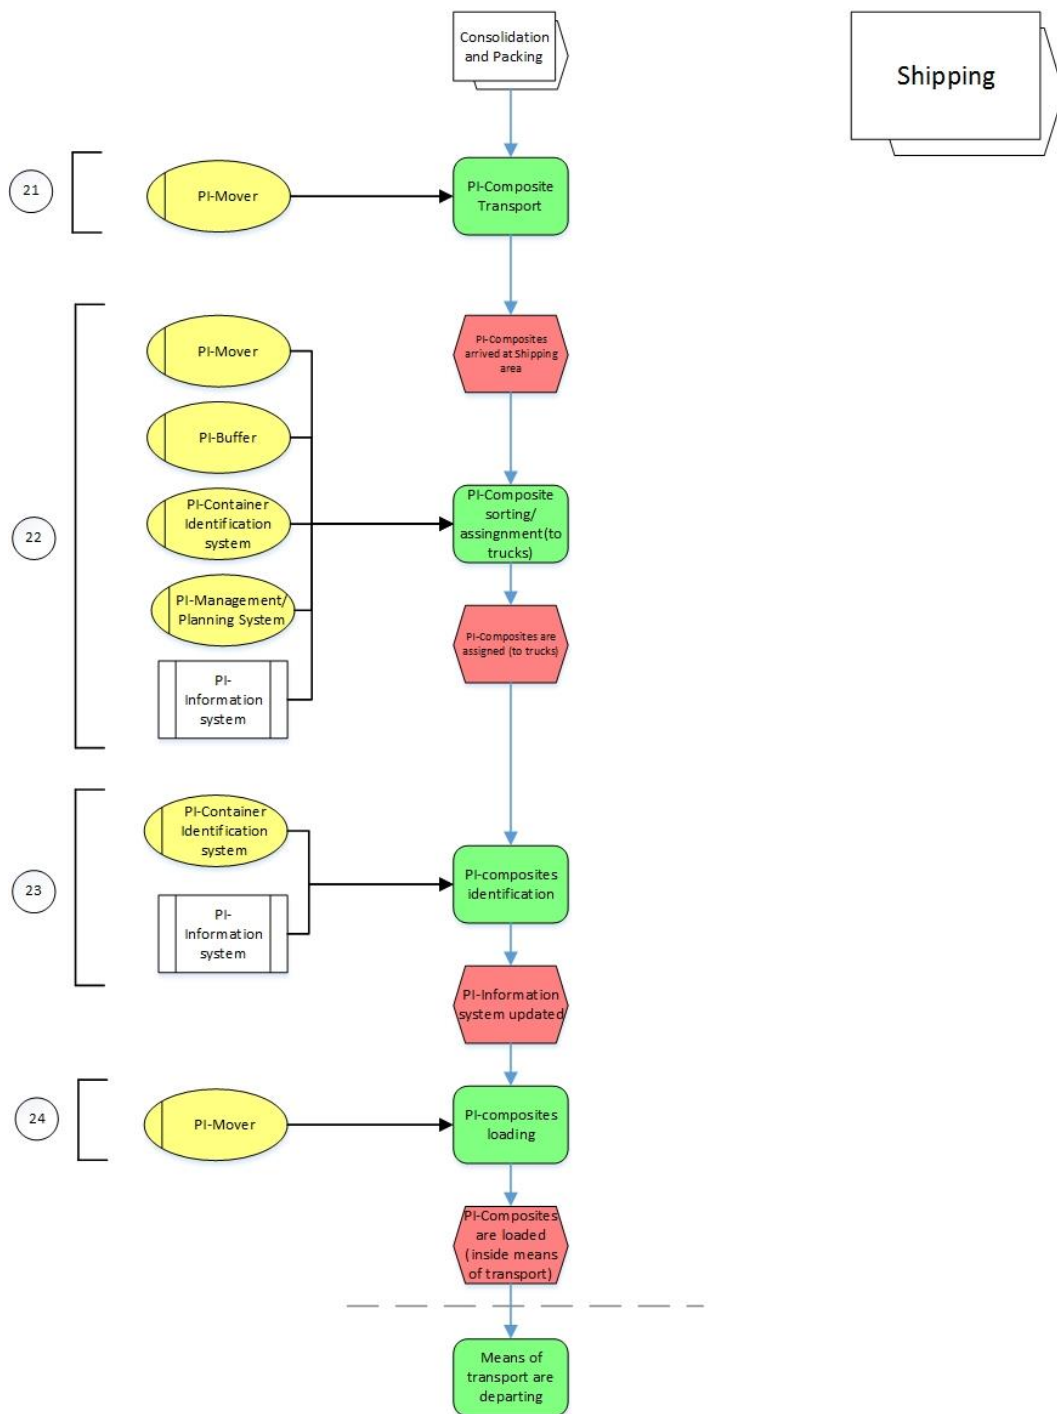 Consolidation
and Packing
Shipping
21
PI-Mover
PI-Composite
Transport
PI-Composites
arrived at Shipping
area
22
PI-Mover
PI-Buffer
PI-Container
Identification
system
PI-Management/
Planning System
PI-
Information
system
PI-Composite
sorting/
assingnment(to
trucks)
PI-Composites are
assigned (to trucks)
23
PI-Container
Identification
system
PI-
Information
system
PI-composites
identification
PI-Information
system updated
24
PI-Mover
PI-composites
loading
PI-Composites
are loaded
(inside means
of transport)
Means of
transport are
departing